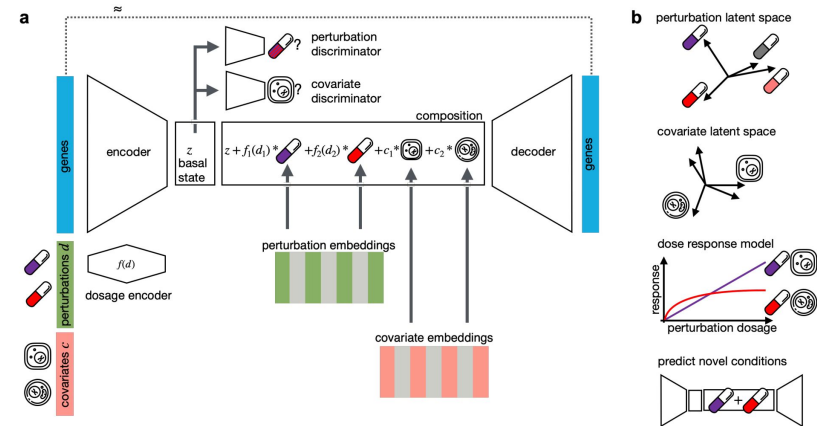 a
≈
perturbation
discriminator
?
covariate
discriminator
?
composition
genes
encoder
z
basal
state
z + f₁(d₁) * + f₂(d₂) * + c₁* + c₂ *
decoder
genes
perturbations d
f(d)
dosage encoder
perturbation embeddings
covariates c
covariate embeddings
b
perturbation latent space
covariate latent space
dose response model
response
perturbation dosage
predict novel conditions
+